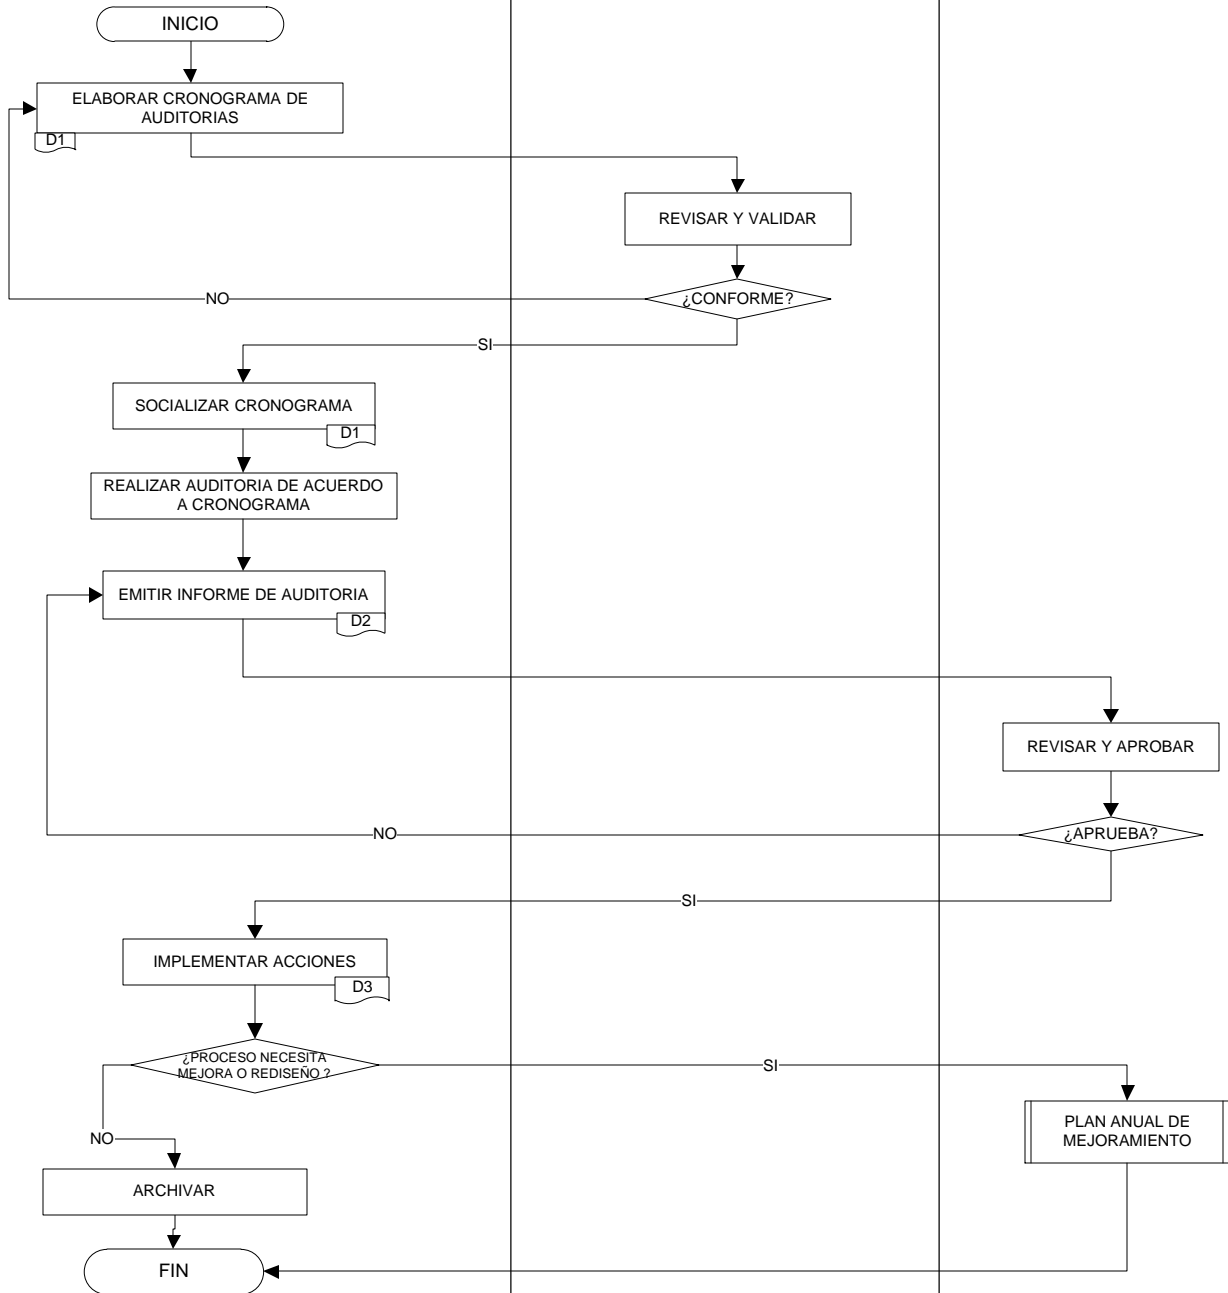 INICIO
ELABORAR CRONOGRAMA DE
AUDITORIAS
D1
REVISAR Y VALIDAR
¿CONFORME?
NO
SI
SOCIALIZAR CRONOGRAMA
D1
REALIZAR AUDITORIA DE ACUERDO
A CRONOGRAMA
EMITIR INFORME DE AUDITORIA
D2
REVISAR Y APROBAR
¿APRUEBA?
NO
SI
IMPLEMENTAR ACCIONES
D3
¿PROCESO NECESITA
MEJORA O REDISEÑO ?
SI
PLAN ANUAL DE
MEJORAMIENTO
NO
ARCHIVAR
FIN